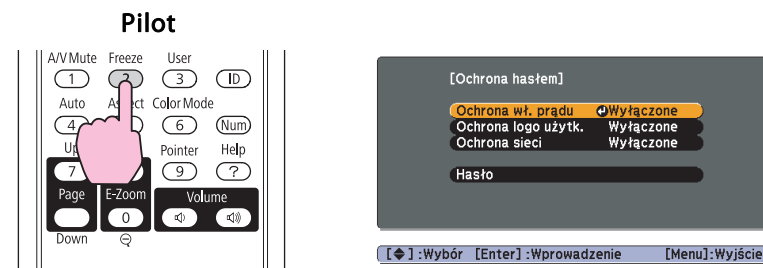 Pilot
A/V Mute Freeze User
1 2 3 ID
Auto Aspect Color Mode
4 6 Num
Up Pointer Help
7 9 ?
Page E-Zoom Volume
0
Down
[Ochrona hasłem]
Ochrona wł. prądu Wyłączone
Ochrona logo użytk. Wyłączone
Ochrona sieci Wyłączone
Hasło
[◆] :Wybór [Enter] :Wprowadzenie [Menu]:Wyjście